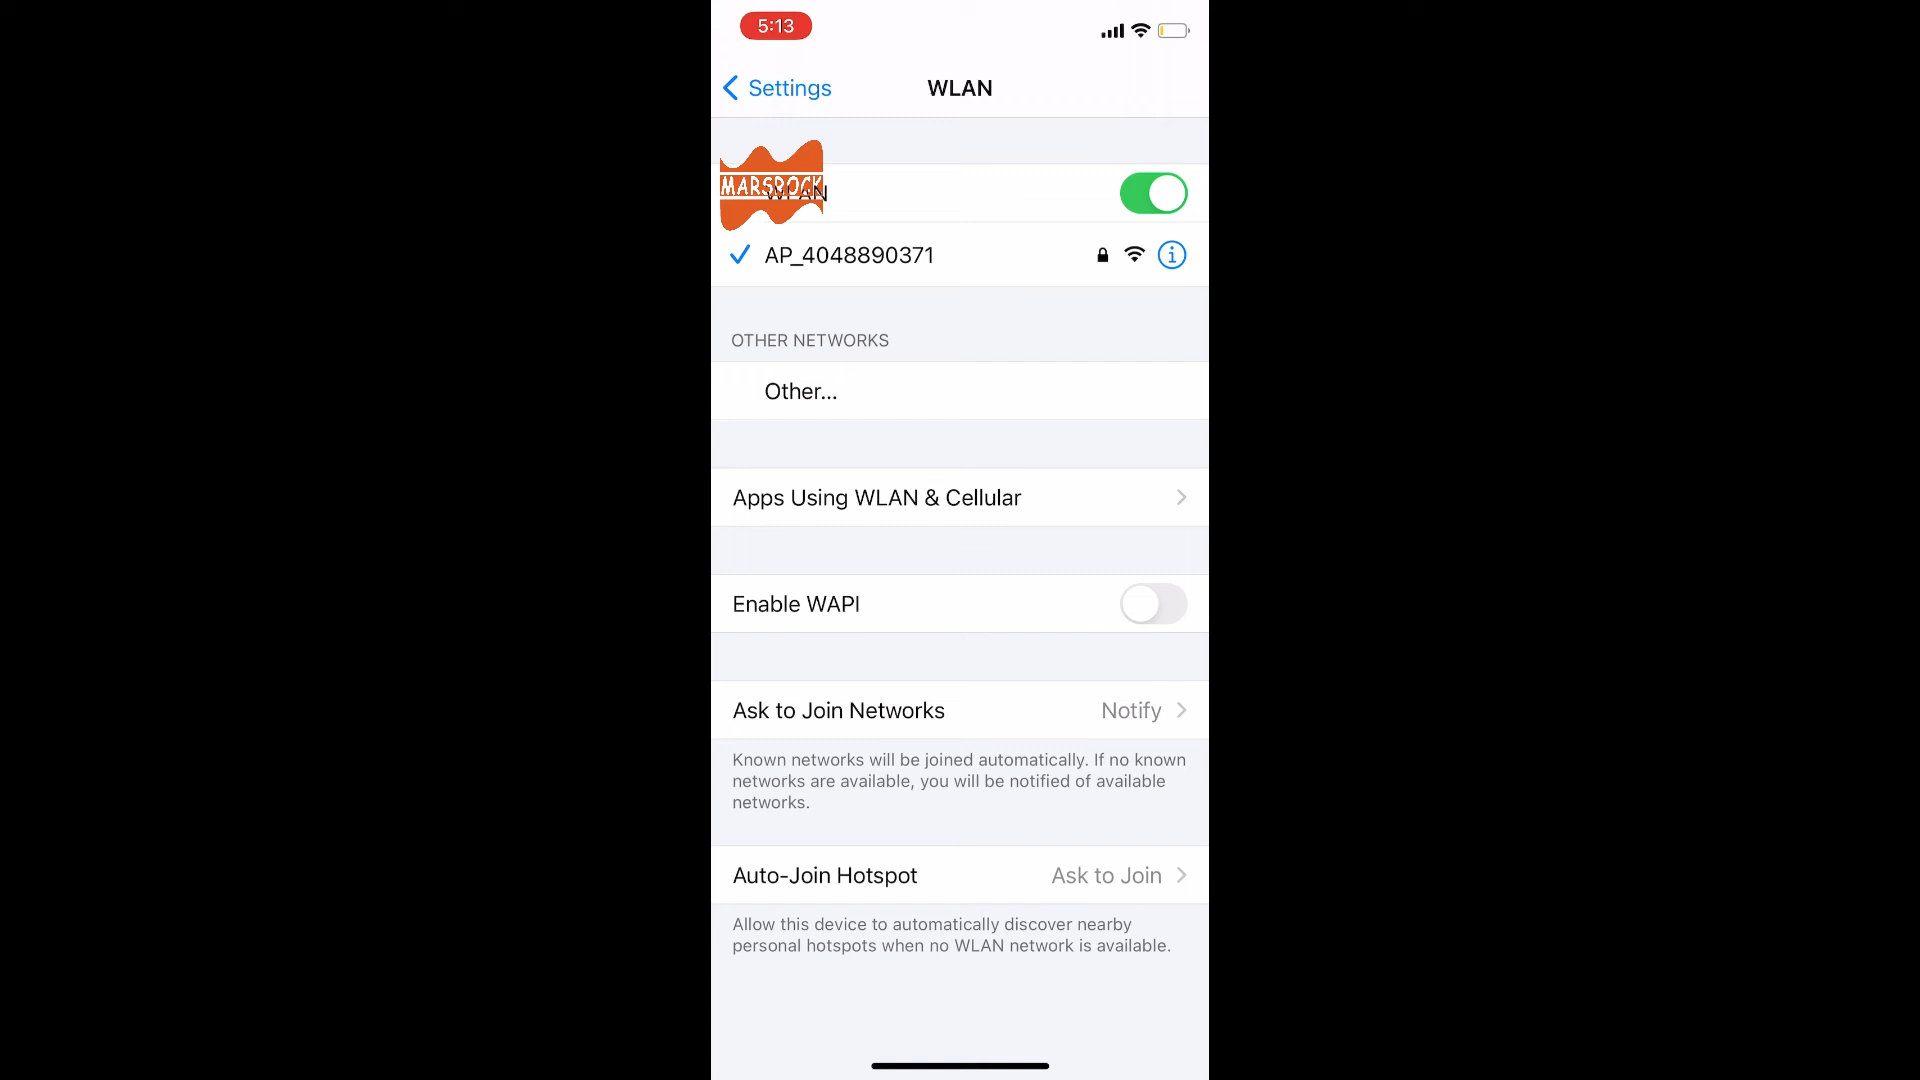 5:13
Settings
WLAN
MARSROCK
WLAN
AP_4048890371
OTHER NETWORKS
Other...
Apps Using WLAN & Cellular
Enable WAPI
Ask to Join Networks Notify
Known networks will be joined automatically. If no known
networks are available, you will be notified of available
networks.
Auto-Join Hotspot Ask to Join
Allow this device to automatically discover nearby
personal hotspots when no WLAN network is available.